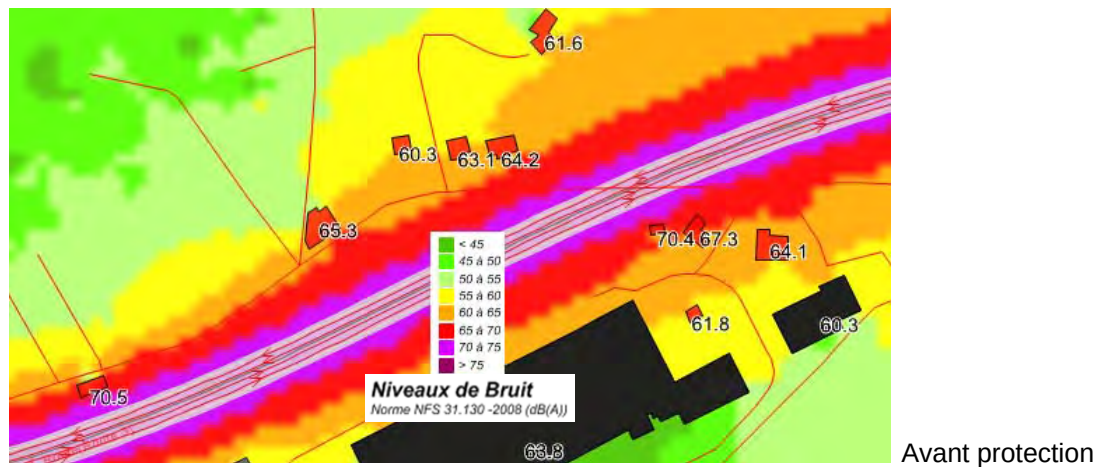 61.6
60.3
63.1
64.2
65.3
70.4
67.3
64.1
< 45
45 à 50
50 à 55
55 à 60
60 à 65
65 à 70
70 à 75
> 75
61.8
60.3
Niveaux de Bruit
Norme NFS 31.130 -2008 (dB(A))
70.5
63.8
Avant protection